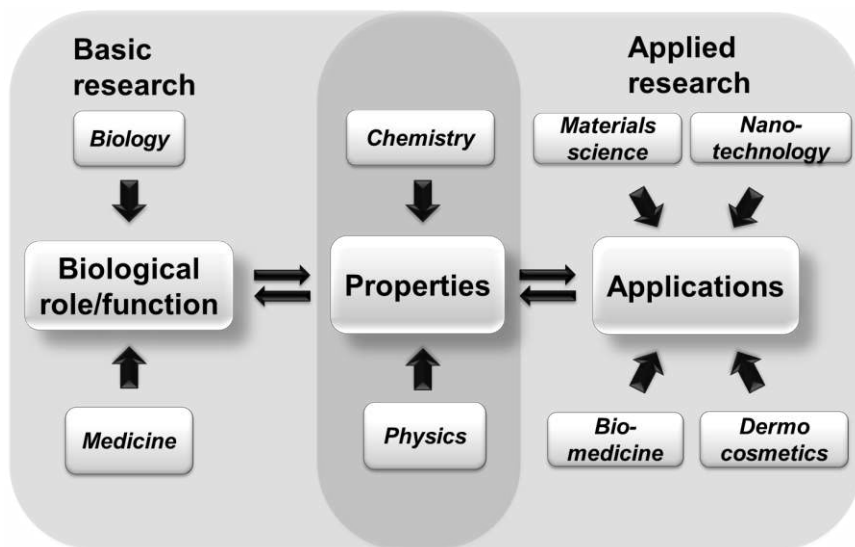 Basic
research
Applied
research
Biology
Chemistry
Materials
science
Nano-
technology
Biological
role/function
Properties
Applications
Medicine
Physics
Bio-
medicine
Dermo
cosmetics